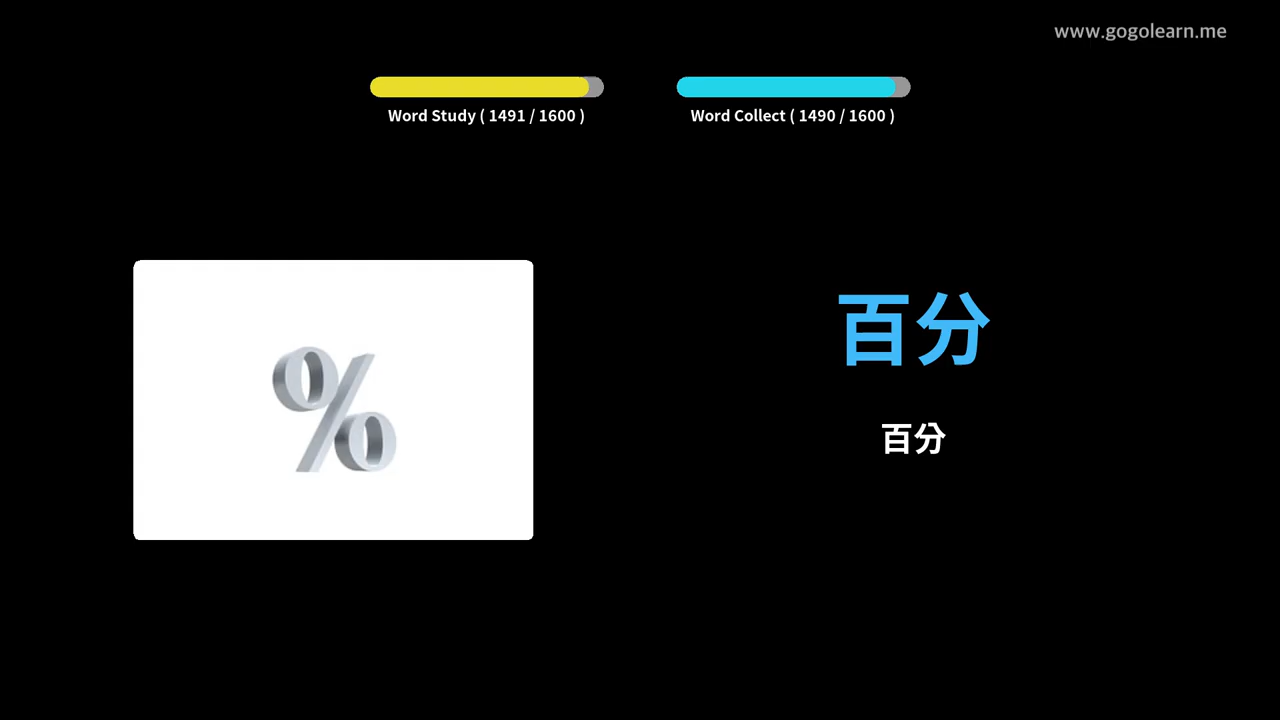 www.gogolearn.me
Word Study ( 1491 / 1600 )
Word Collect ( 1490 / 1600 )
%
百分
百分